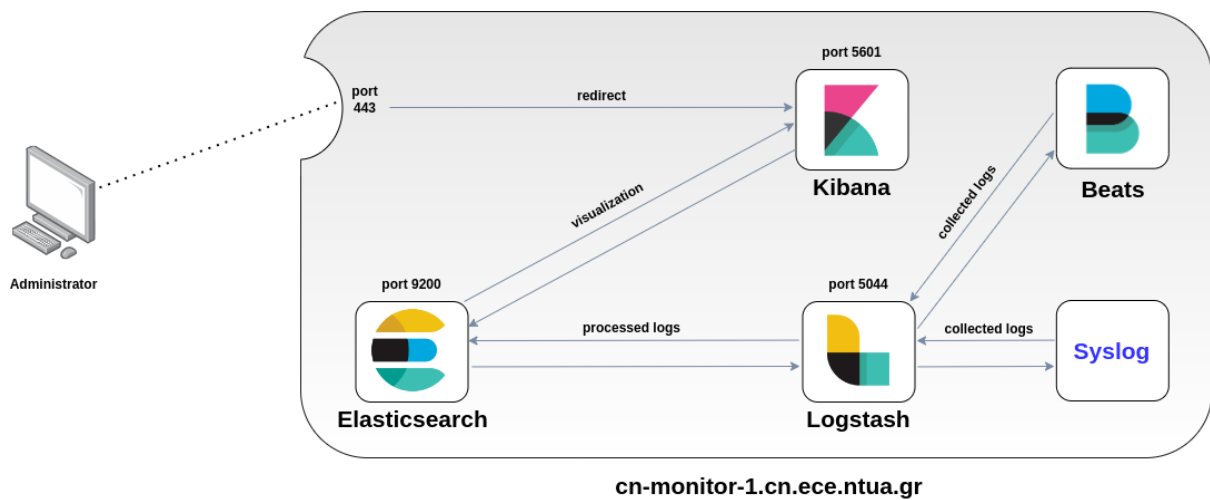 port 5601
port
443
redirect
Kibana
Beats
visualization
collected logs
Administrator
port 9200
port 5044
processed logs
collected logs
Syslog
Elasticsearch
Logstash
cn-monitor-1.cn.ece.ntua.gr